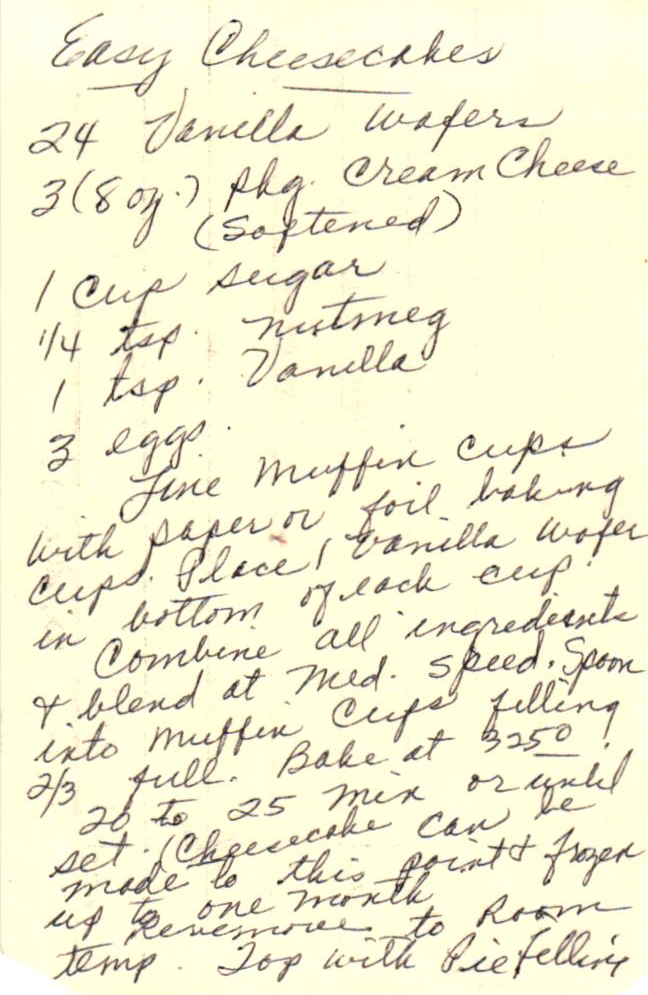 Easy Cheesecakes
24 Vanilla Wafers
3 (8 oz.) pkg. Cream Cheese
(Softened)
1 Cup sugar
1/4 tsp. nutmeg
1 tsp. Vanilla
3 eggs.
Line Muffin Cups
with paper or foil baking
cups. Place 1 Vanilla Wafer
in bottom of each cup.
Combine all ingredients
& blend at Med. Speed. Spoon
into Muffin Cups filling
2/3 full. Bake at 325°
20 to 25 Min or until
set. (Cheesecake can be
made to this point & frozen
up to one month
to Room
temp. Top with Pie filling